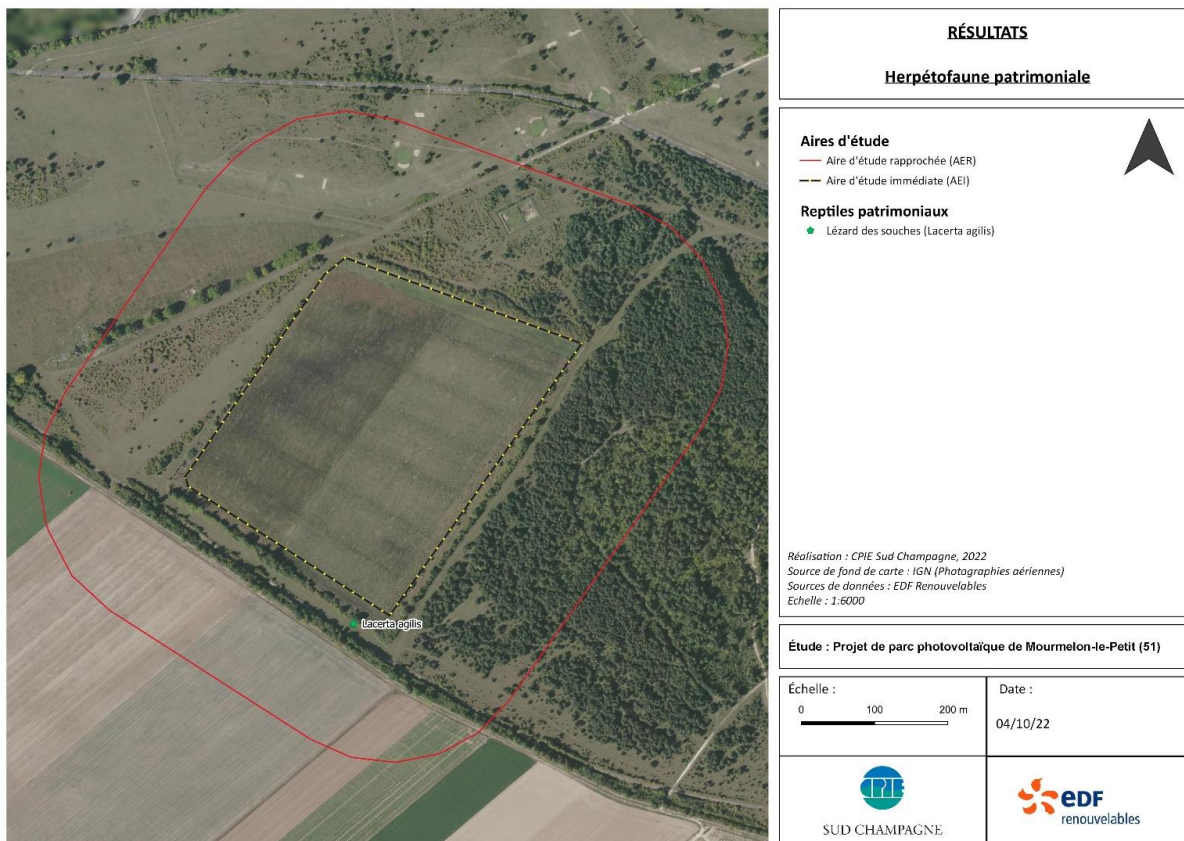 RÉSULTATS
Herpétofaune patrimoniale
Aires d'étude
Aire d'étude rapprochée (AER)
Aire d'étude immédiate (AEI)
Reptiles patrimoniaux
Lézard des souches (Lacerta agilis)
Lacerta agilis
Réalisation : CPIE Sud Champagne, 2022
Source de fond de carte : IGN (Photographies aériennes)
Sources de données : EDF Renouvelables
Echelle : 1:6000
Étude : Projet de parc photovoltaïque de Mourmelon-le-Petit (51)
Échelle :
0 100 200 m
Date :
04/10/22
CPIE
SUD CHAMPAGNE
edf
renouvelables